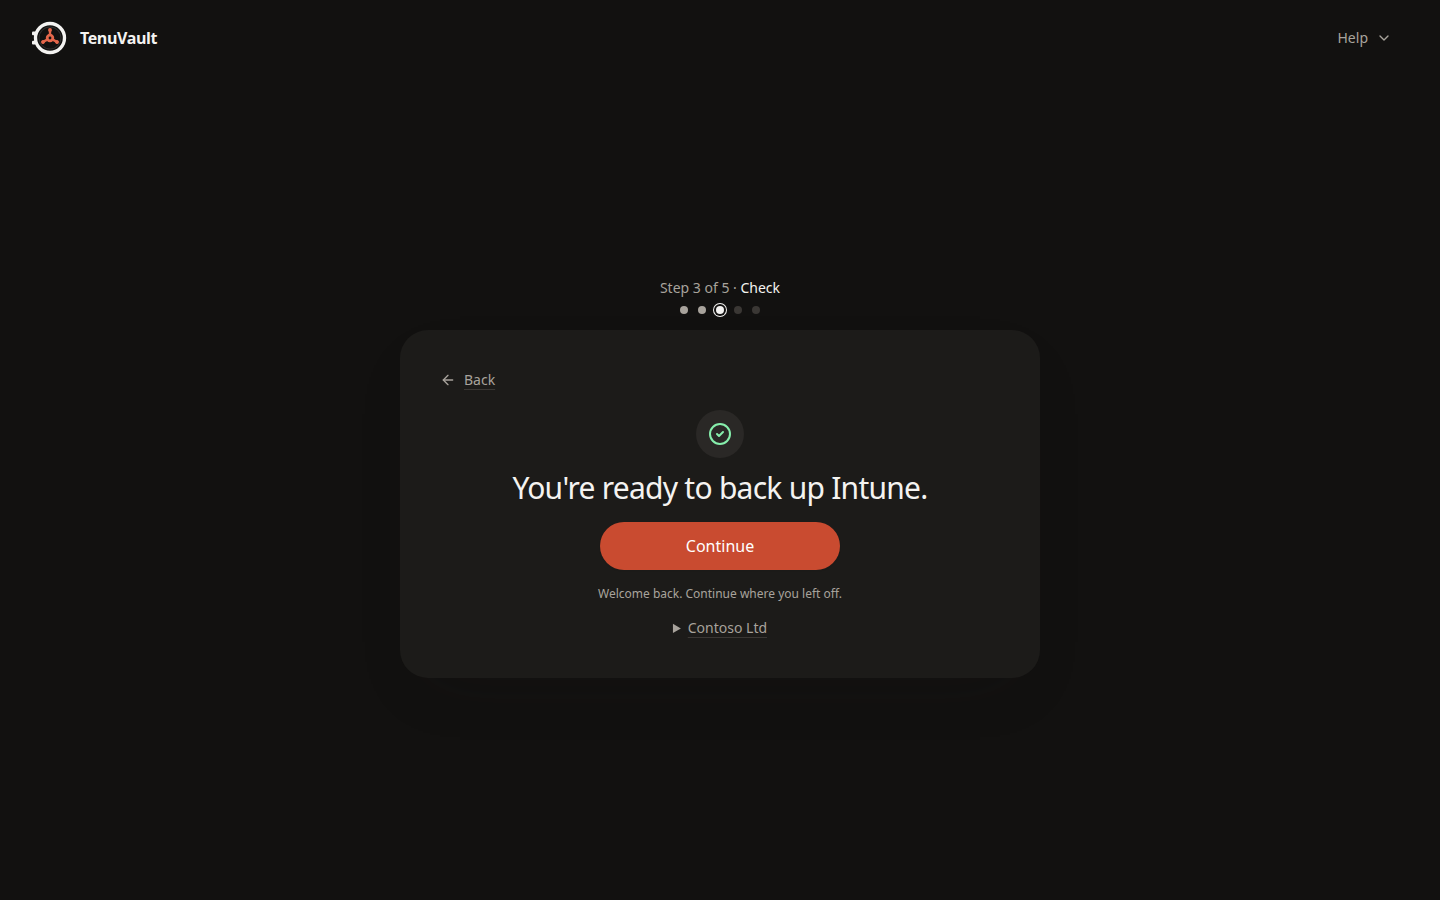 TenuVault
Help
Step 3 of 5 · Check
Back
You're ready to back up Intune.
Continue
Welcome back. Continue where you left off.
Contoso Ltd